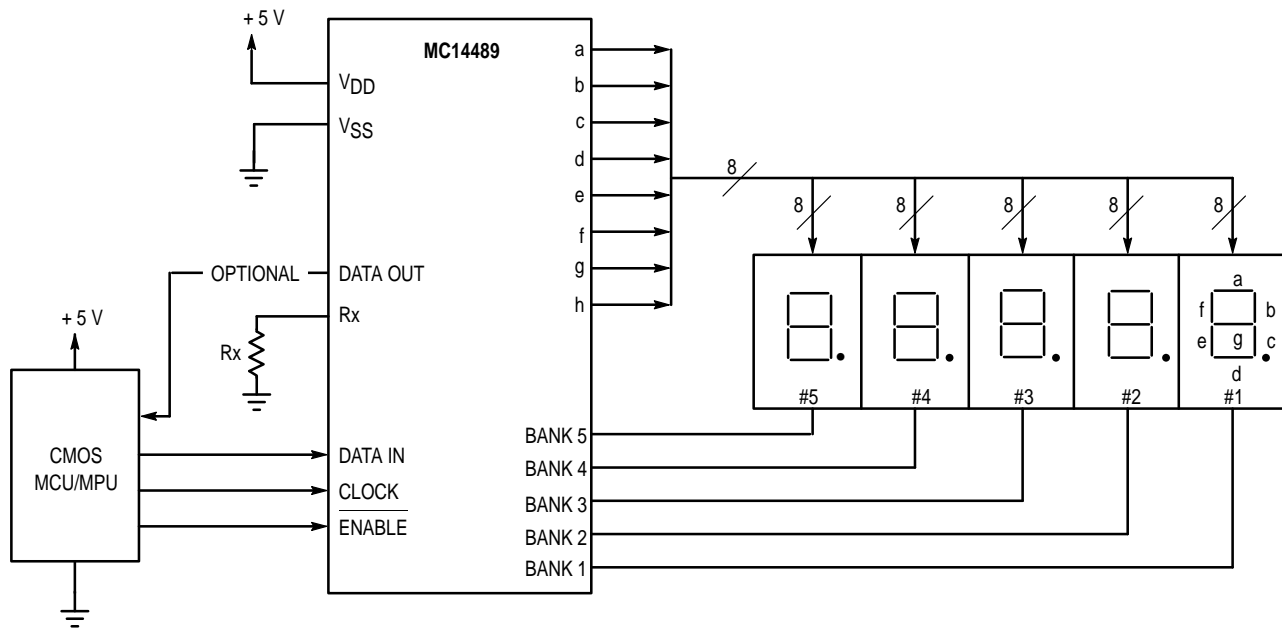 + 5 V
MC14489
VDD
VSS
a
b
c
d
e
f
g
h
8
8
8
8
8
8
OPTIONAL
DATA OUT
Rx
Rx
+ 5 V
CMOS
MCU/MPU
DATA IN
CLOCK
ENABLE
BANK 5
BANK 4
BANK 3
BANK 2
BANK 1
a
f
b
g
e
c
d
#5
#4
#3
#2
#1